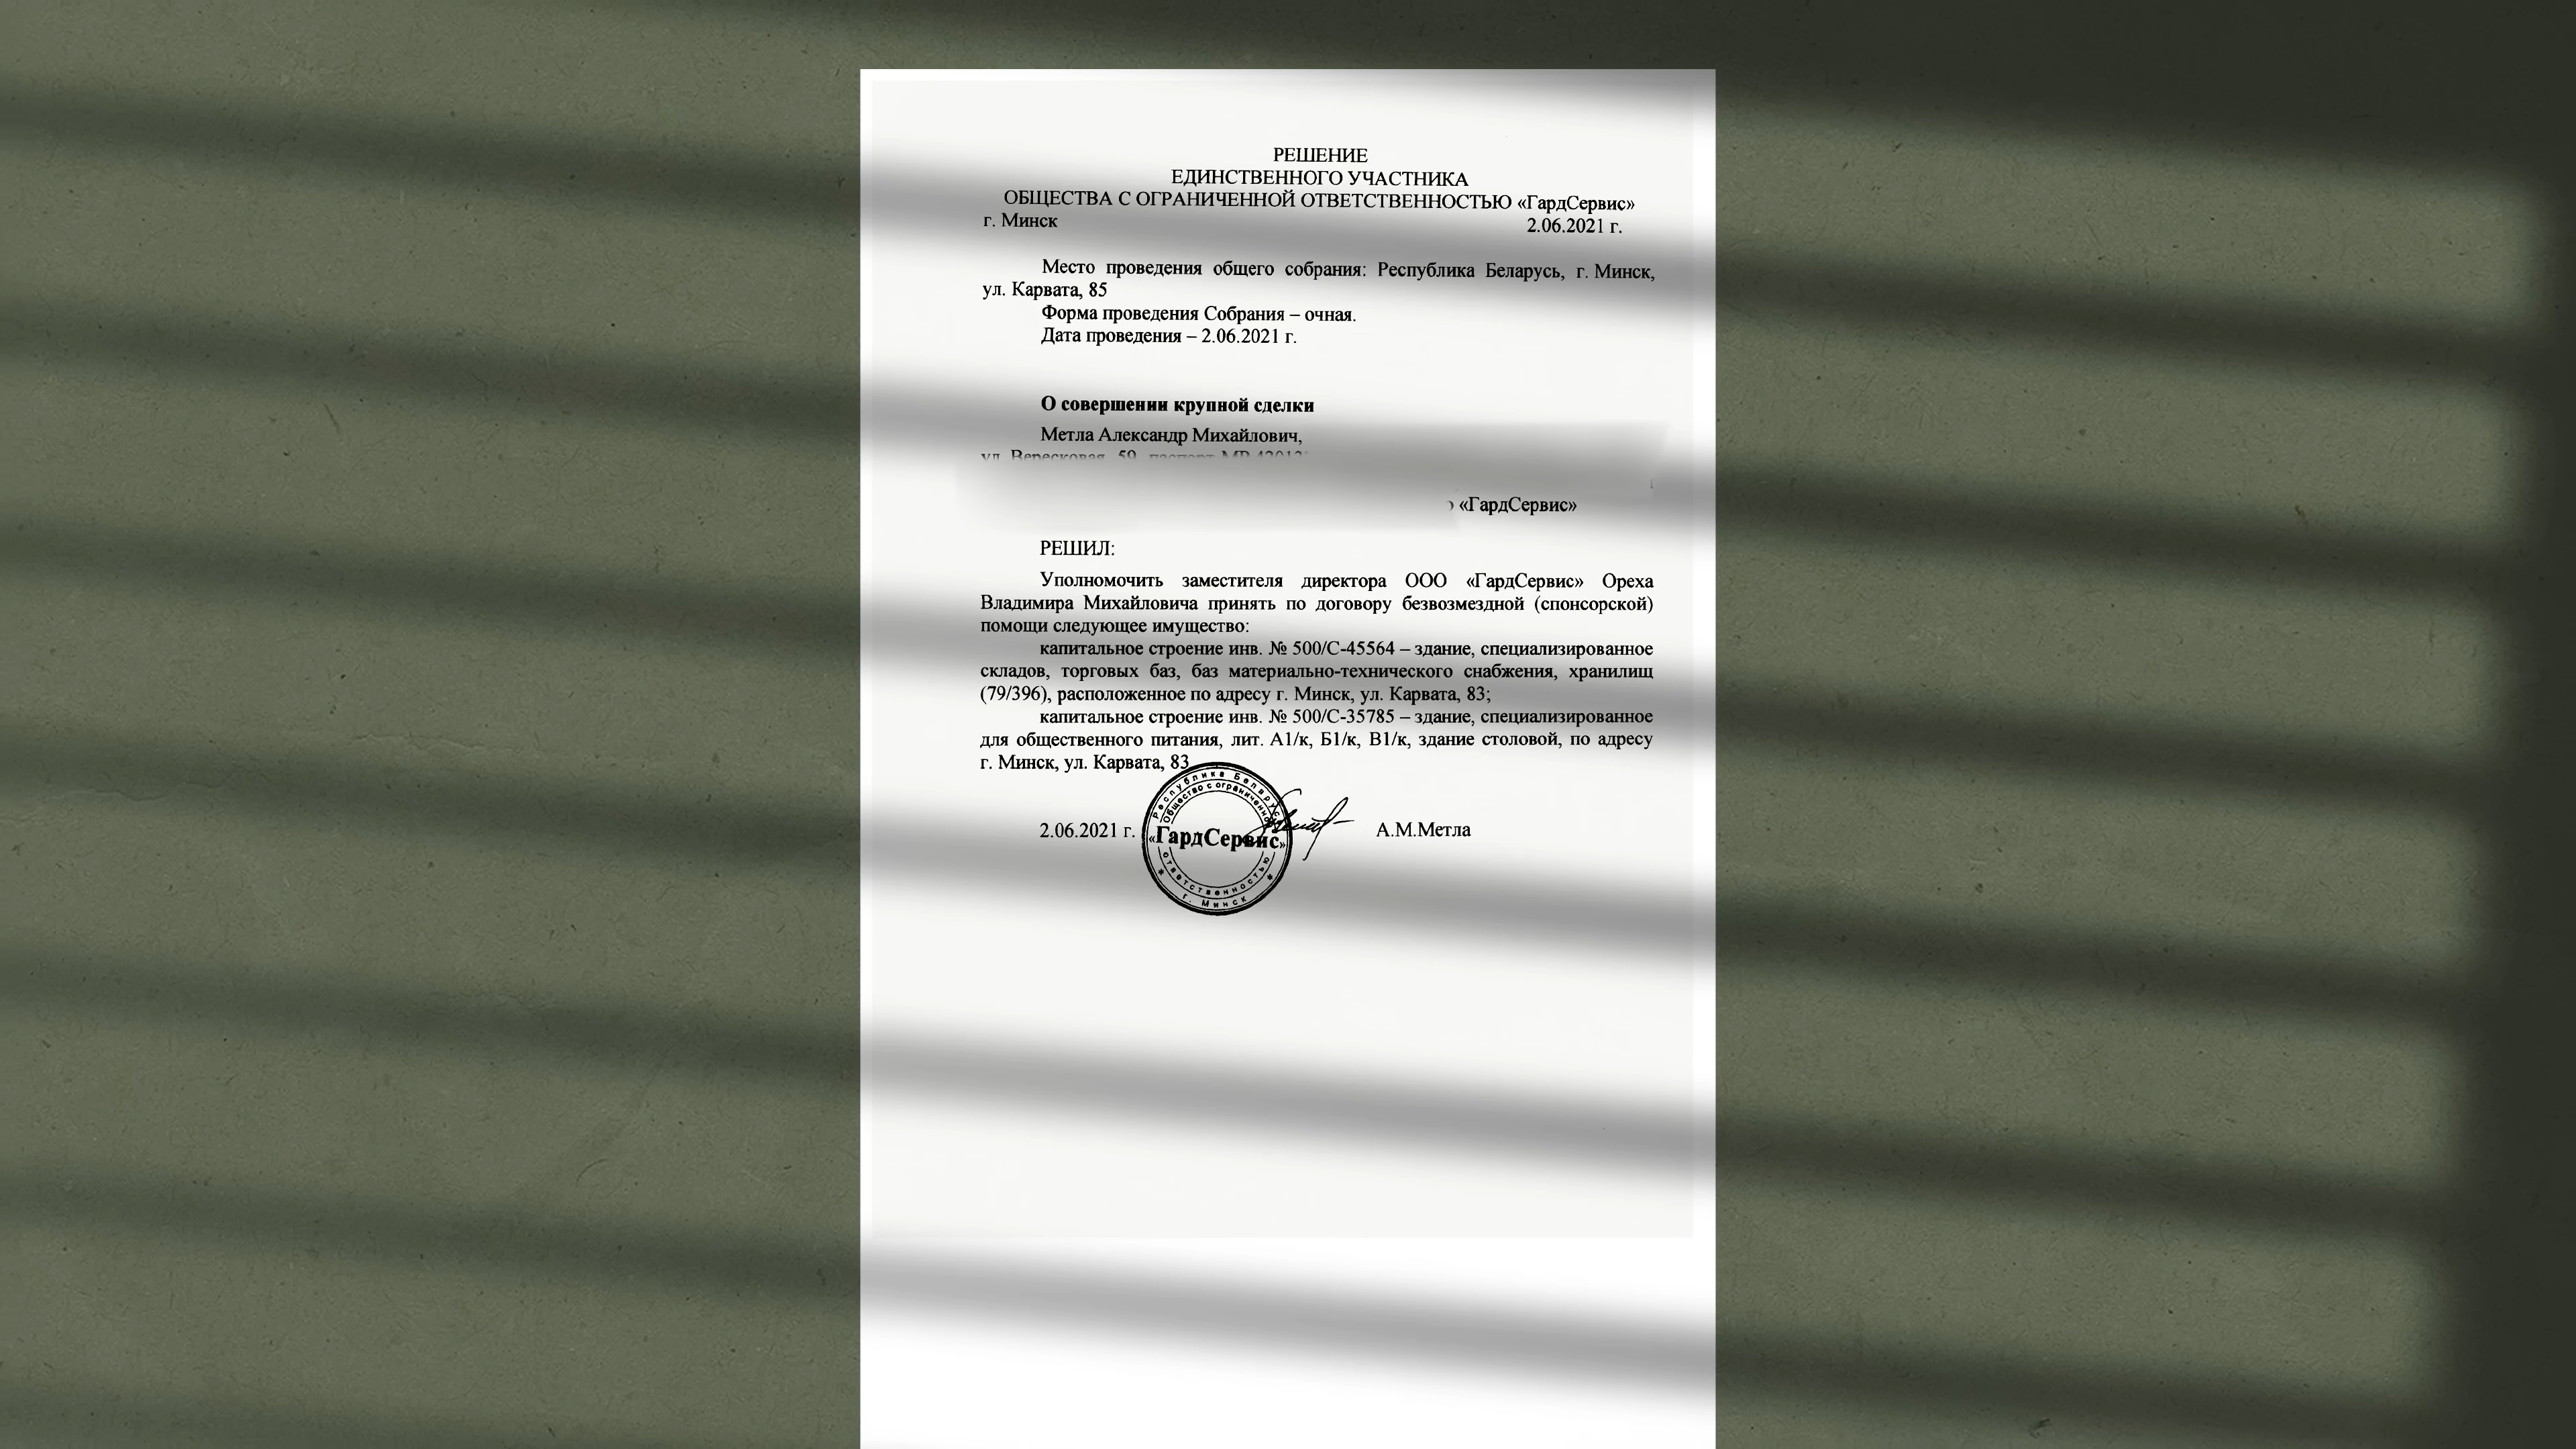 РЕШЕНИЕ
ЕДИНСТВЕННОГО УЧАСТНИКА
ОБЩЕСТВА С ОГРАНИЧЕННОЙ ОТВЕТСТВЕННОСТЬЮ «ГардСервис»
г. Минск 2.06.2021 г.
Место проведения общего собрания: Республика Беларусь, г. Минск,
ул. Карвата, 85
Форма проведения Собрания – очная.
Дата проведения – 2.06.2021 г.
О совершении крупной сделки
Метла Александр Михайлович,
«ГардСервис»
РЕШИЛ:
Уполномочить заместителя директора ООО «ГардСервис» Ореха
Владимира Михайловича принять по договору безвозмездной (спонсорской)
помощи следующее имущество:
капитальное строение инв. № 500/С-45564 – здание, специализированное
складов, торговых баз, баз материально-технического снабжения, хранилищ
(79/396), расположенное по адресу г. Минск, ул. Карвата, 83;
капитальное строение инв. № 500/С-35785 – здание, специализированное
для общественного питания, лит. А1/к, Б1/к, В1/к, здание столовой, по адресу
г. Минск, ул. Карвата, 83
Республика Беларусь
Общество с ограниченной
2.06.2021 г. «ГардСервис» А.М.Метла
ответственностью
г. Минск